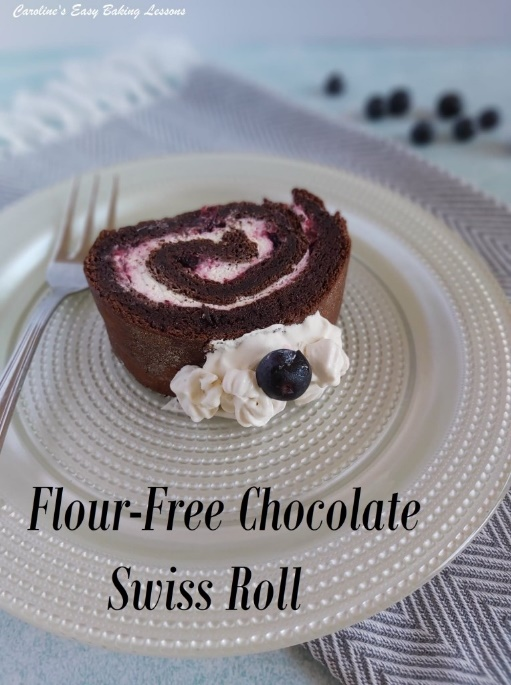 Caroline's Easy Baking Lessons
Flour-Free Chocolate
Swiss Roll